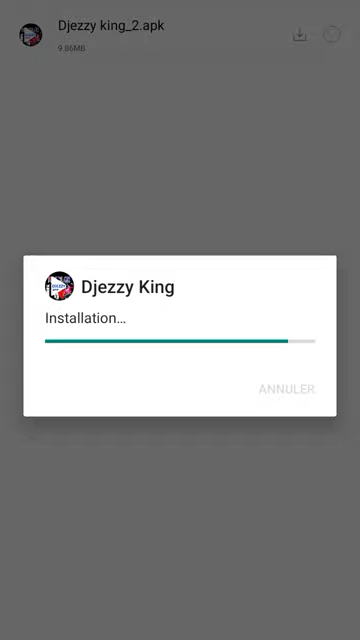 Djezzy king_2.apk
9.86MB
Djezzy King
Installation…
ANNULER